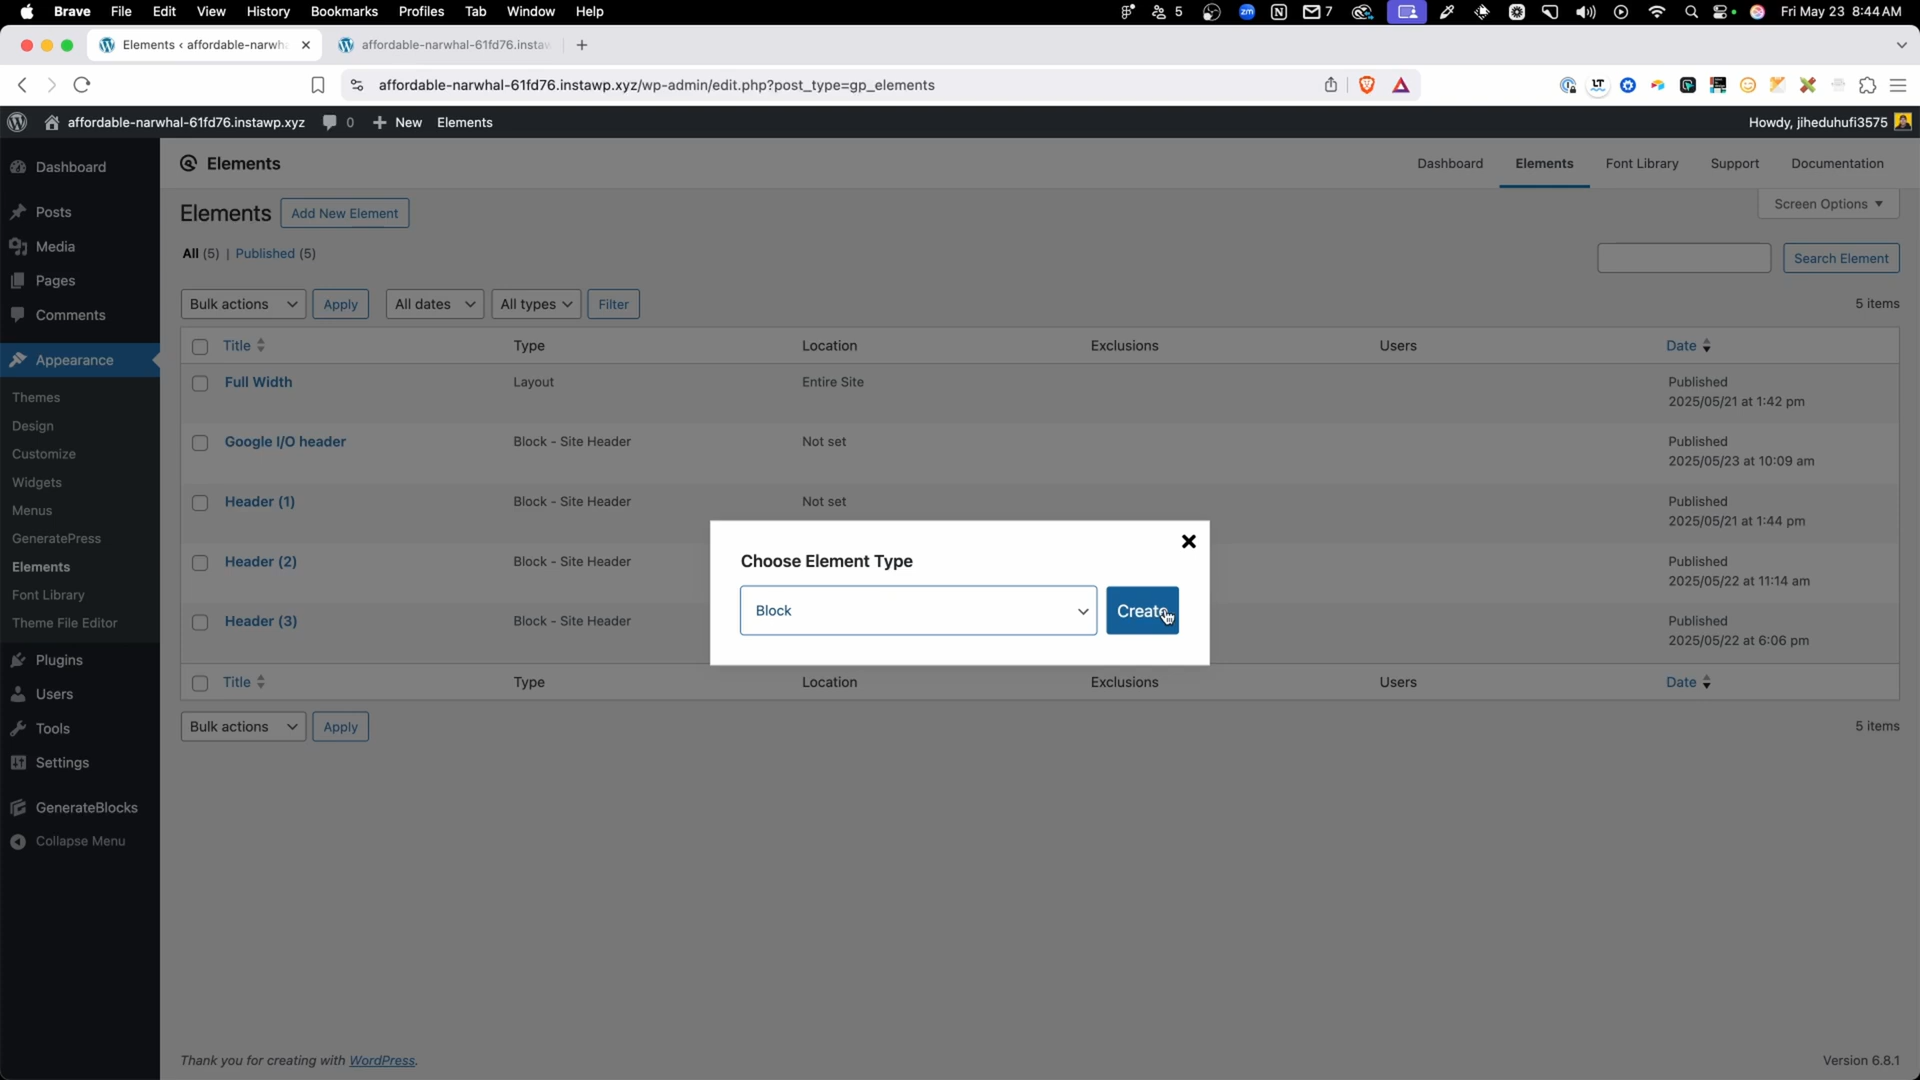 Brave File Edit View History Bookmarks Profiles Tab Window Help
5 zm 7 Fri May 23 8:44 AM
Elements ‹ affordable-narwh
affordable-narwhal-61fd76.insta
affordable-narwhal-61fd76.instawp.xyz/wp-admin/edit.php?post_type=gp_elements
LT
affordable-narwhal-61fd76.instawp.xyz 0 New Elements Howdy, jiheduhufi3575
Dashboard
Posts
Media
Pages
Comments
Appearance
Themes
Design
Customize
Widgets
Menus
GeneratePress
Elements
Font Library
Theme File Editor
Plugins
Users
Tools
Settings
GenerateBlocks
Collapse Menu
Elements
Dashboard Elements Font Library Support Documentation
Elements Add New Element
Screen Options
All (5) | Published (5)
Search Element
Bulk actions Apply All dates All types Filter
5 items
Title Type Location Exclusions Users Date
Full Width Layout Entire Site Published
2025/05/21 at 1:42 pm
Google I/O header Block - Site Header Not set Published
2025/05/23 at 10:09 am
Header (1) Block - Site Header Not set Published
2025/05/21 at 1:44 pm
Header (2) Block - Site Header Published
2025/05/22 at 11:14 am
Header (3) Block - Site Header Published
2025/05/22 at 6:06 pm
Choose Element Type
Block Create
Title Type Location Exclusions Users Date
Bulk actions Apply
5 items
Thank you for creating with WordPress.
Version 6.8.1